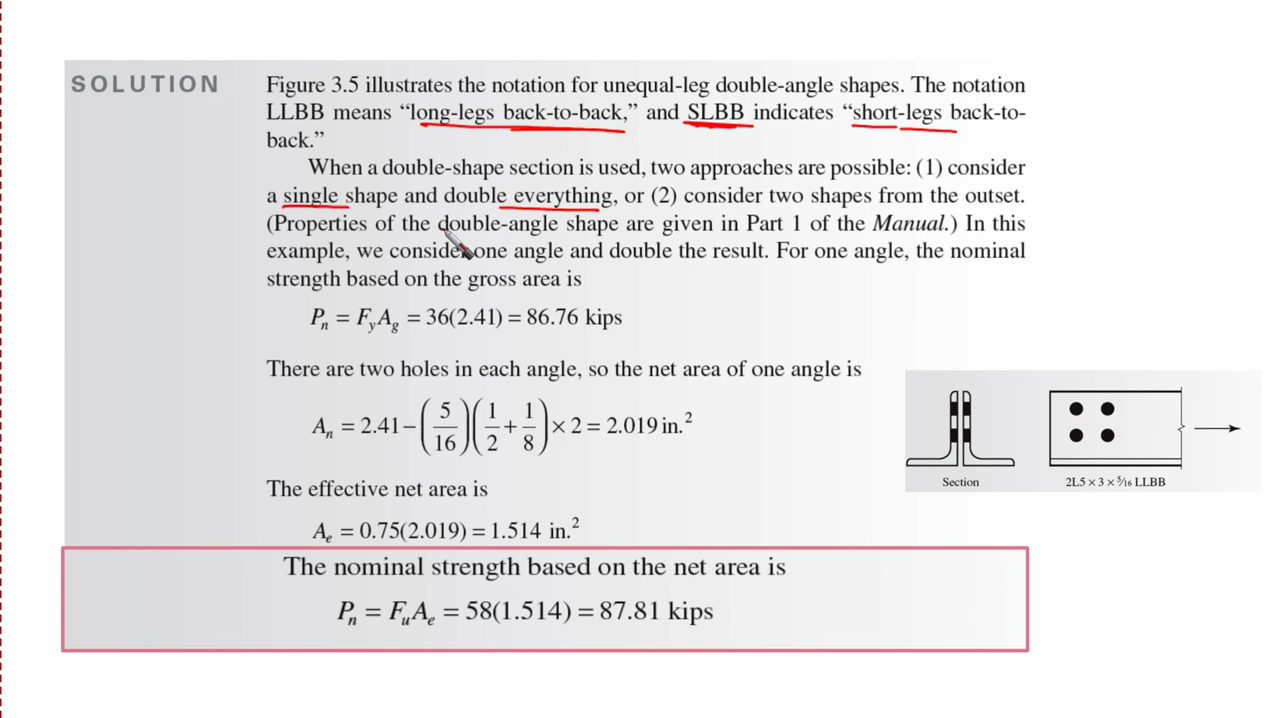 SOLUTION
Figure 3.5 illustrates the notation for unequal-leg double-angle shapes. The notation
LLBB means “long-legs back-to-back,” and SLBB indicates “short-legs back-to-
back.”
When a double-shape section is used, two approaches are possible: (1) consider
a single shape and double everything, or (2) consider two shapes from the outset.
(Properties of the double-angle shape are given in Part 1 of the Manual.) In this
example, we consider one angle and double the result. For one angle, the nominal
strength based on the gross area is
Pₙ = F_yA_g = 36(2.41) = 86.76 kips
There are two holes in each angle, so the net area of one angle is
Aₙ = 2.41 − (5/16)(1/2 + 1/8) × 2 = 2.019 in.²
The effective net area is
Aₑ = 0.75(2.019) = 1.514 in.²
The nominal strength based on the net area is
Pₙ = FᵤAₑ = 58(1.514) = 87.81 kips
Section
2L5 × 3 × 5⁄16 LLBB